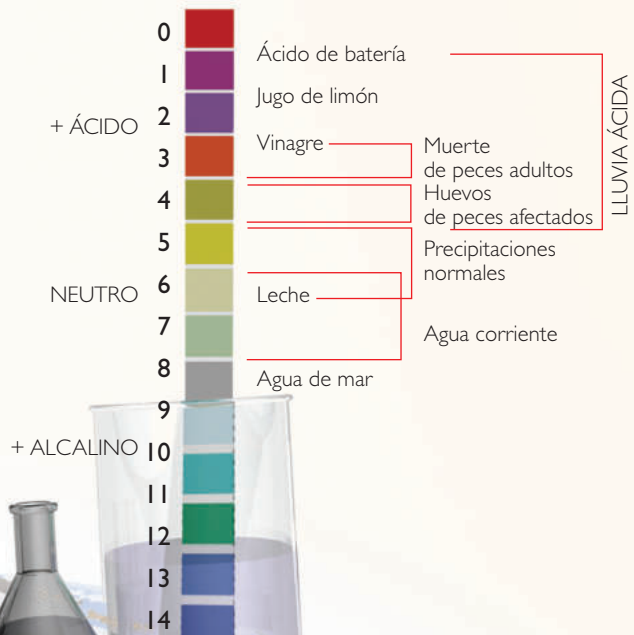 0
1
2
3
4
5
6
7
8
9
10
11
12
13
14
+ ÁCIDO
NEUTRO
+ ALCALINO
Ácido de batería
Jugo de limón
Vinagre
Leche
Agua de mar
Muerte
de peces adultos
Huevos
de peces afectados
Precipitaciones
normales
Agua corriente
LLUVIA ÁCIDA